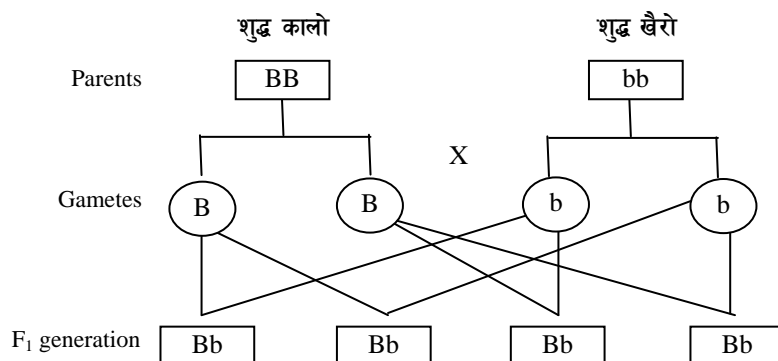 शुद्ध कालो शुद्ध खैरो
Parents BB bb
X
Gametes B B b b
F₁ generation Bb Bb Bb Bb